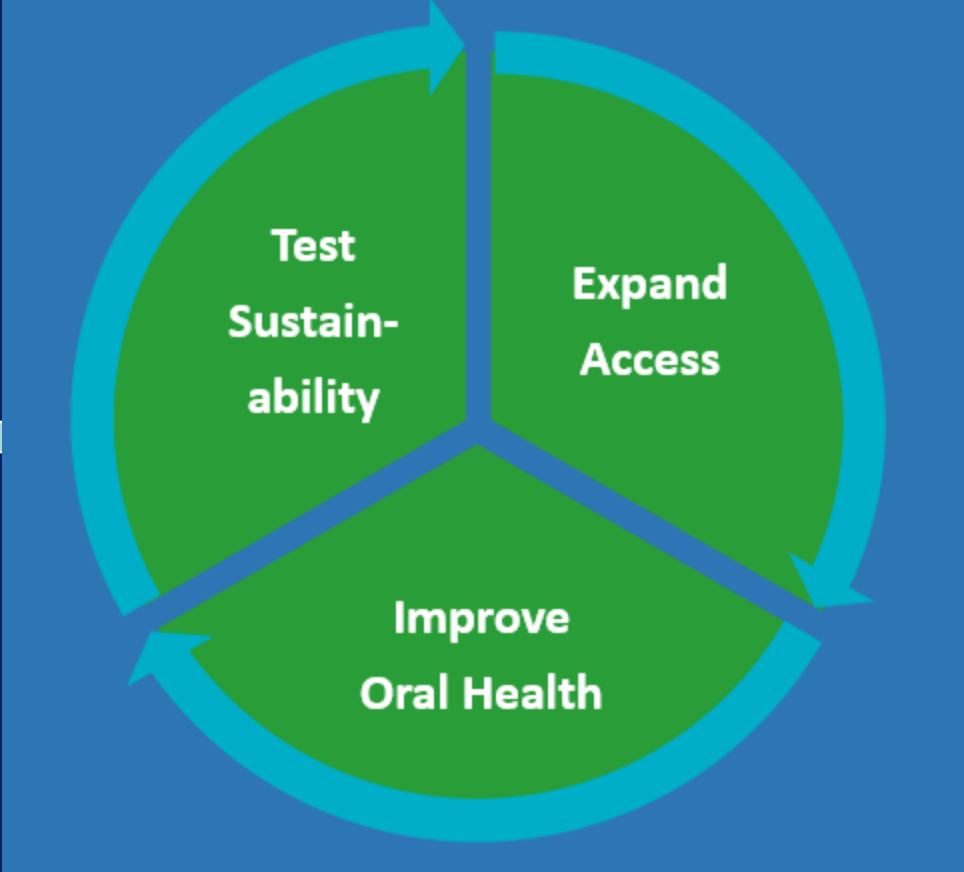 Test
Sustain-
ability
Expand
Access
Improve
Oral Health